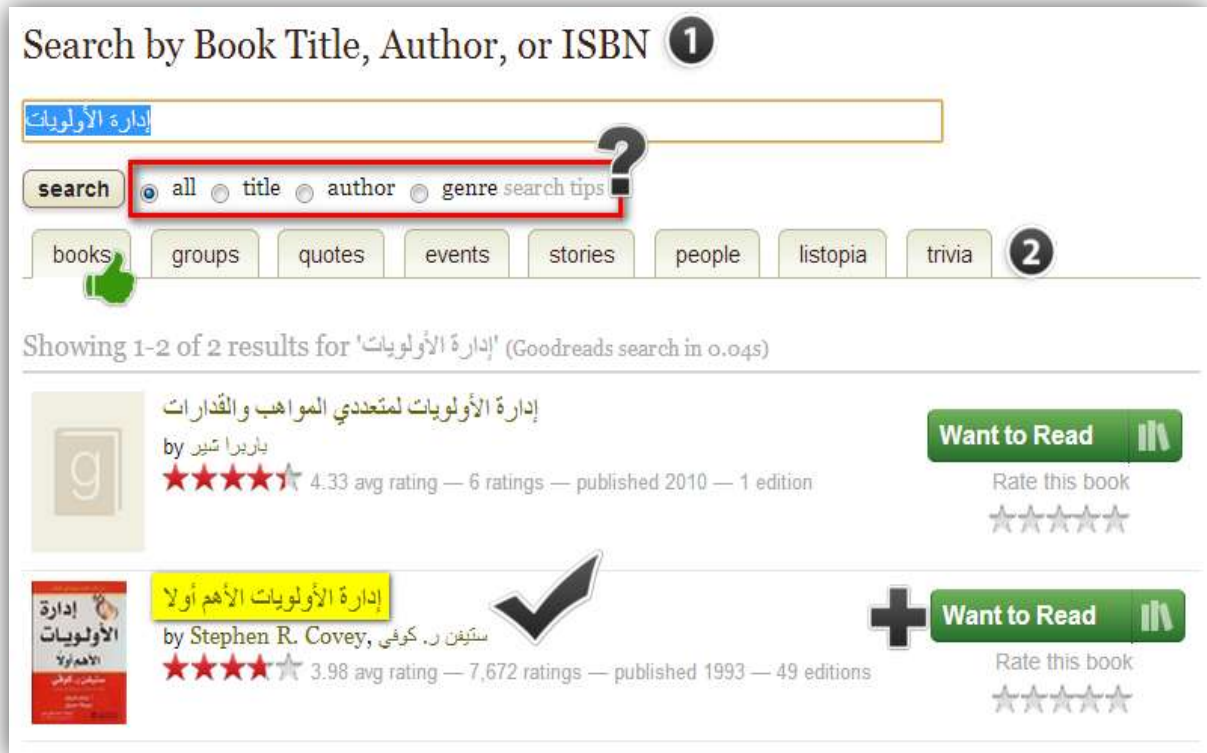 Search by Book Title, Author, or ISBN 1
إدارة الأولويات
search all title author genre search tips ?
books groups quotes events stories people listopia trivia 2
Showing 1-2 of 2 results for 'إدارة الأولويات' (Goodreads search in 0.04s)
g
إدارة الأولويات لمتعددي المواهب والقدارات
by باربرا شير
4.33 avg rating — 6 ratings — published 2010 — 1 edition
Want to Read
Rate this book
إدارة
الأولويات
الأهم أولاً
ستيفن ر. كوفي
إدارة الأولويات الأهم أولا
by Stephen R. Covey, ستيفن ر. كوفي
3.98 avg rating — 7,672 ratings — published 1993 — 49 editions
Want to Read
Rate this book